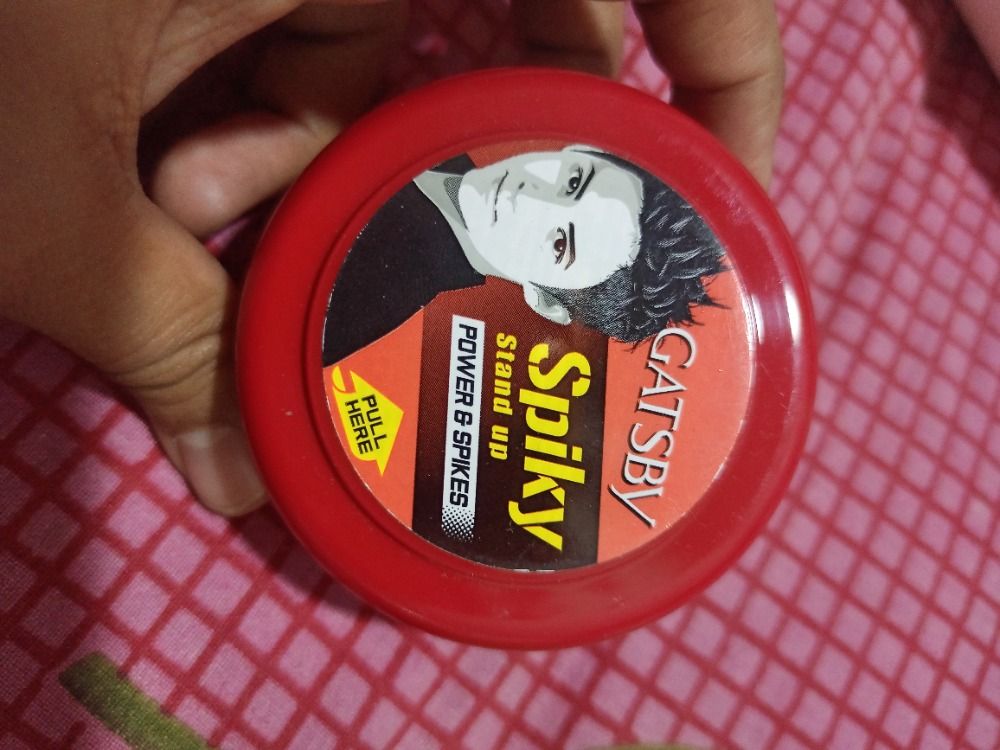 GATSBY
Spiky
Stand up
POWER & SPIKES
PULL
HERE